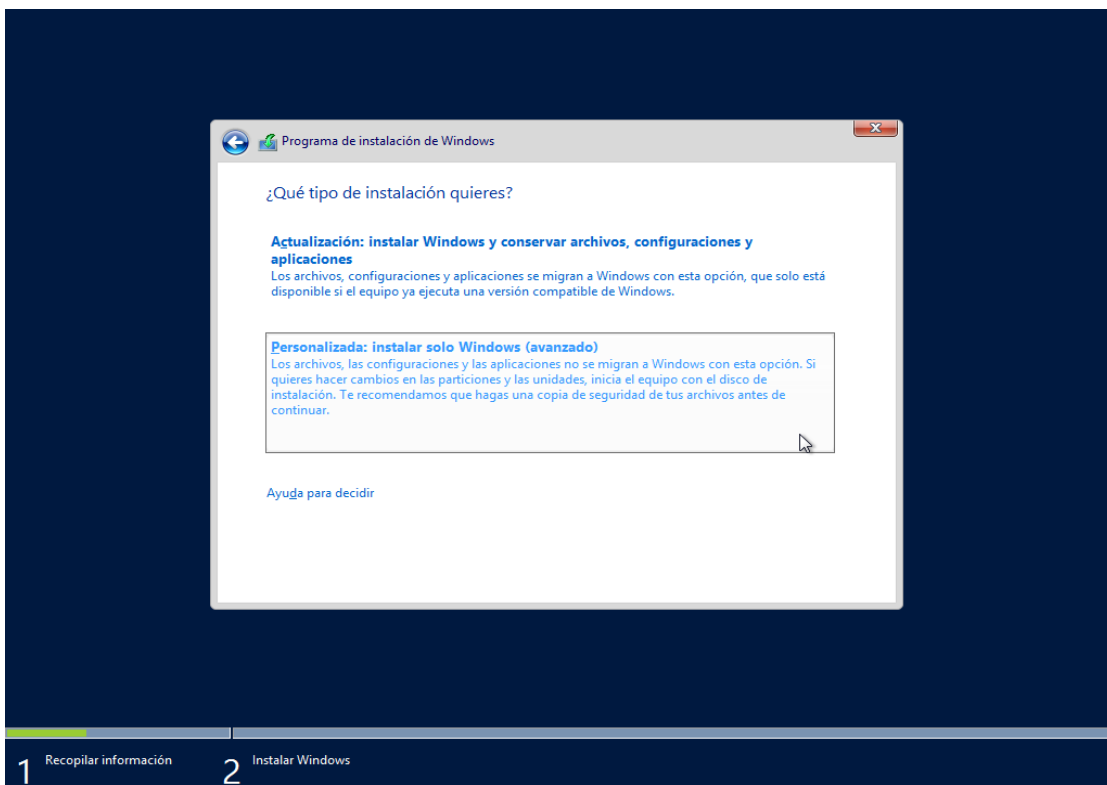 Programa de instalación de Windows
¿Qué tipo de instalación quieres?
Actualización: instalar Windows y conservar archivos, configuraciones y
aplicaciones
Los archivos, configuraciones y aplicaciones se migran a Windows con esta opción, que solo está
disponible si el equipo ya ejecuta una versión compatible de Windows.
Personalizada: instalar solo Windows (avanzado)
Los archivos, las configuraciones y las aplicaciones no se migran a Windows con esta opción. Si
quieres hacer cambios en las particiones y las unidades, inicia el equipo con el disco de
instalación. Te recomendamos que hagas una copia de seguridad de tus archivos antes de
continuar.
Ayuda para decidir
1 Recopilar información
2 Instalar Windows